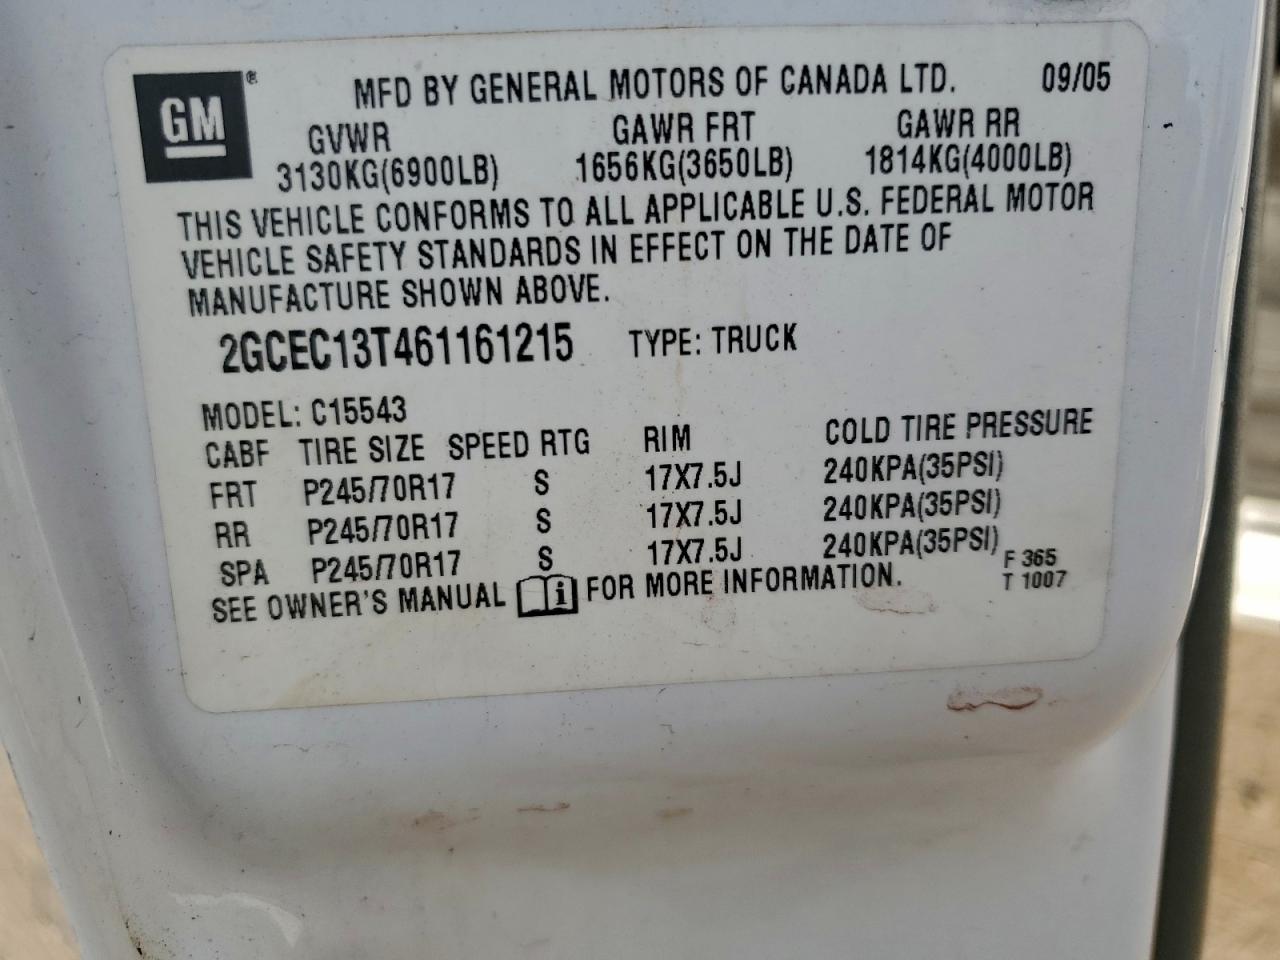 GM® MFD BY GENERAL MOTORS OF CANADA LTD. 09/05
GVWR GAWR FRT GAWR RR
3130KG(6900LB) 1656KG(3650LB) 1814KG(4000LB)
THIS VEHICLE CONFORMS TO ALL APPLICABLE U.S. FEDERAL MOTOR
VEHICLE SAFETY STANDARDS IN EFFECT ON THE DATE OF
MANUFACTURE SHOWN ABOVE.
2GCEC13T461161215 TYPE: TRUCK
MODEL: C15543
CABF TIRE SIZE SPEED RTG RIM COLD TIRE PRESSURE
FRT P245/70R17 S 17X7.5J 240KPA(35PSI)
RR P245/70R17 S 17X7.5J 240KPA(35PSI)
SPA P245/70R17 S 17X7.5J 240KPA(35PSI)
SEE OWNER'S MANUAL i FOR MORE INFORMATION.
F 365
T 1007